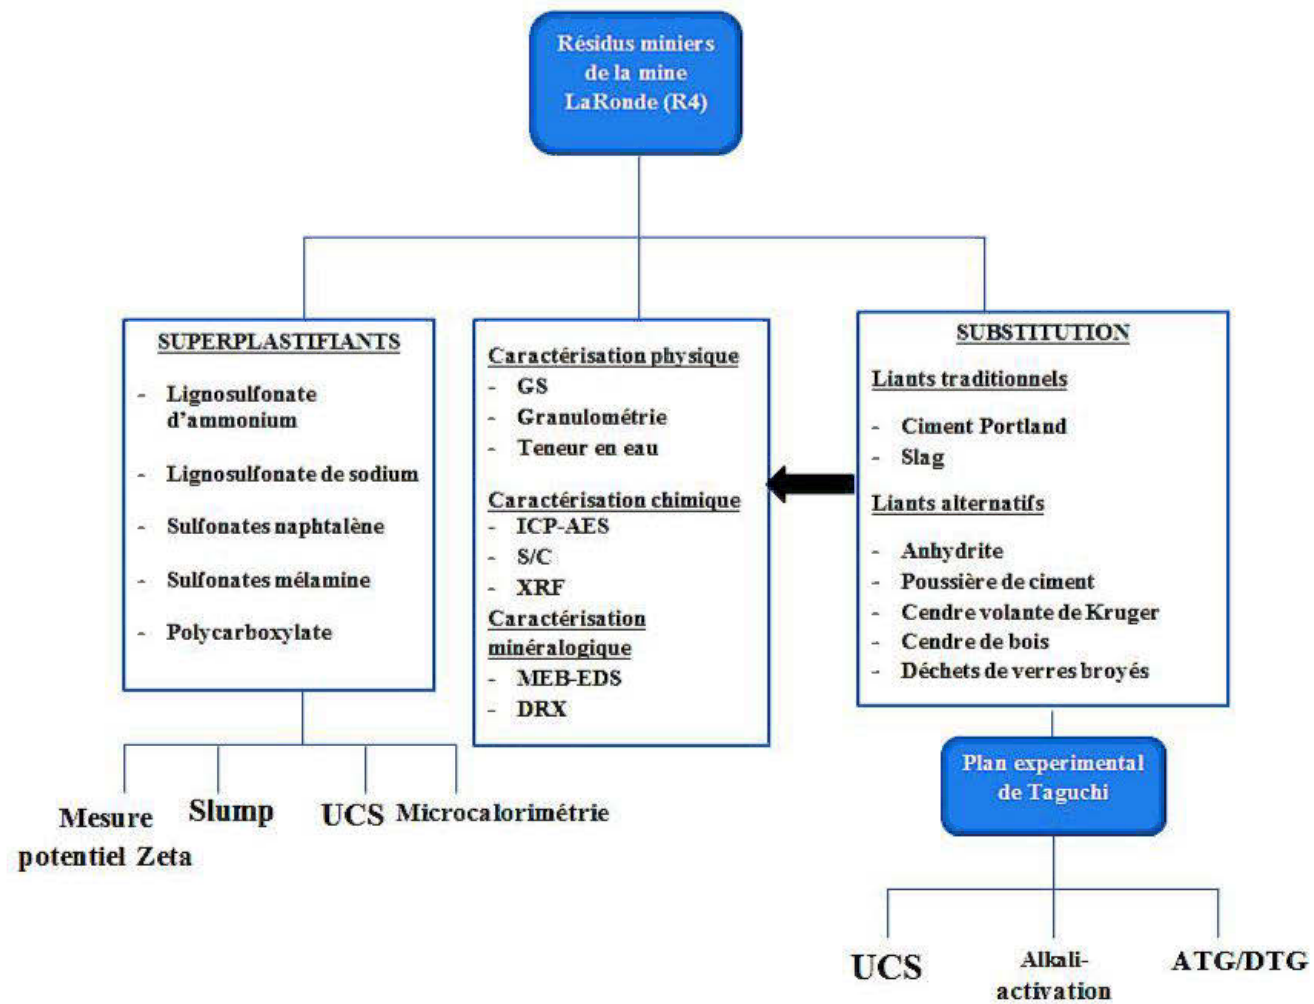 Résidus miniers
de la mine
LaRonde (R4)
SUPERPLASTIFIANTS
- Lignosulfonate
d'ammonium
- Lignosulfonate de sodium
- Sulfonates naphtalène
- Sulfonates mélamine
- Polycarboxylate
Caractérisation physique
- GS
- Granulométrie
- Teneur en eau
Caractérisation chimique
- ICP-AES
- S/C
- XRF
Caractérisation
minéralogique
- MEB-EDS
- DRX
SUBSTITUTION
Liants traditionnels
- Ciment Portland
- Slag
Liants alternatifs
- Anhydrite
- Poussière de ciment
- Cendre volante de Kruger
- Cendre de bois
- Déchets de verres broyés
Mesure
potentiel Zeta
Slump
UCS
Microcalorimétrie
Plan experimental
de Taguchi
UCS
Alkali-
activation
ATG/DTG